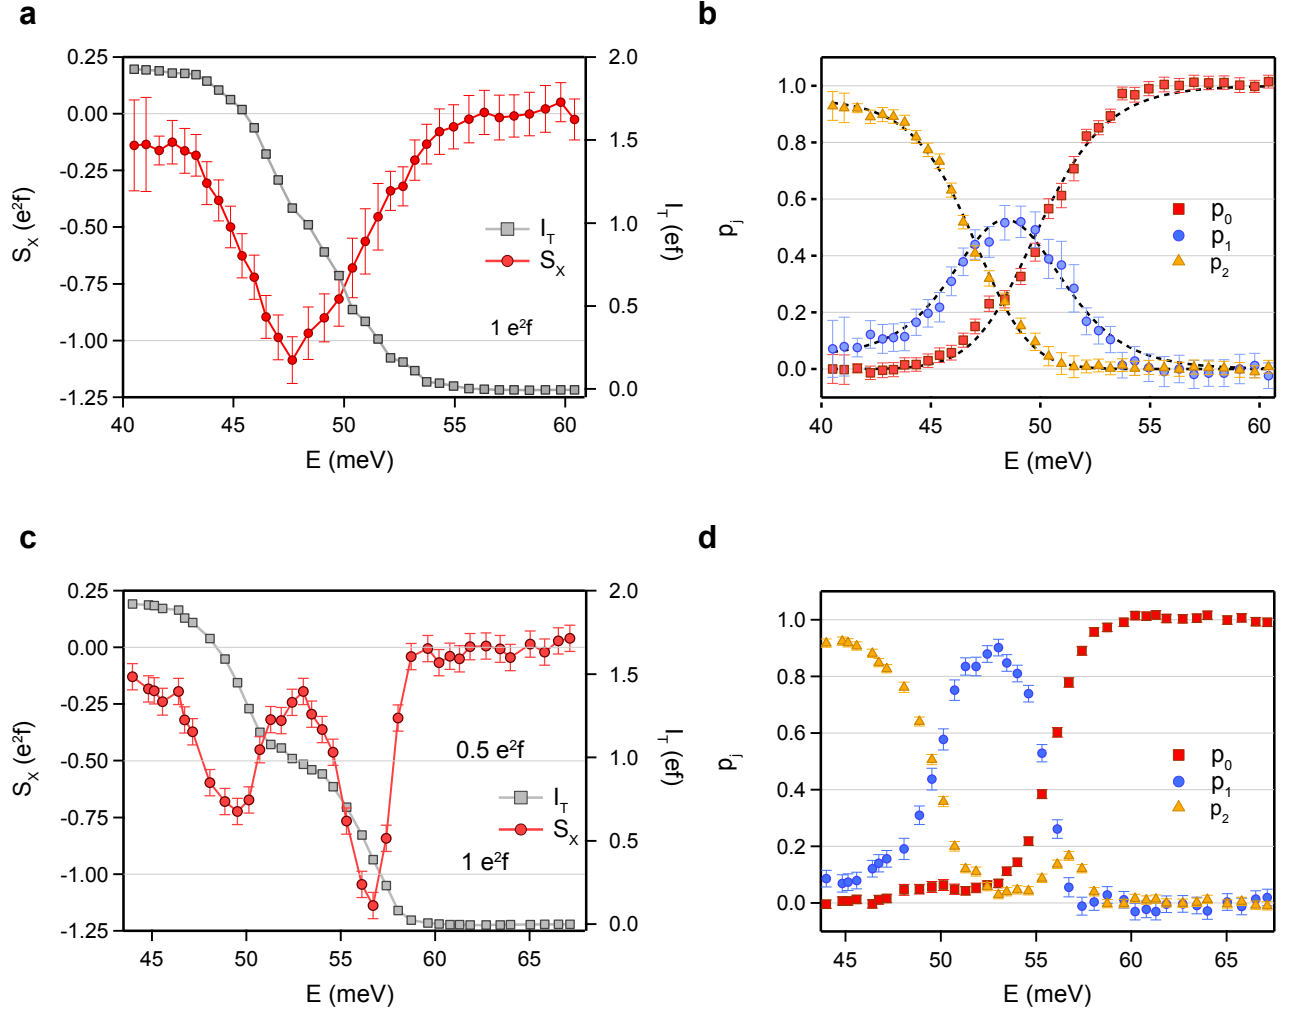 a
0.25
0.00
-0.25
-0.50
-0.75
-1.00
-1.25
S_X (e²f)
2.0
1.5
1.0
0.5
0.0
I_T (ef)
I_T
S_X
1 e²f
40 45 50 55 60
E (meV)
b
1.0
0.8
0.6
0.4
0.2
0.0
p_j
p_0
p_1
p_2
40 45 50 55 60
E (meV)
c
0.25
0.00
-0.25
-0.50
-0.75
-1.00
-1.25
S_X (e²f)
2.0
1.5
1.0
0.5
0.0
I_T (ef)
0.5 e²f
I_T
S_X
1 e²f
45 50 55 60 65
E (meV)
d
1.0
0.8
0.6
0.4
0.2
0.0
p_j
p_0
p_1
p_2
45 50 55 60 65
E (meV)